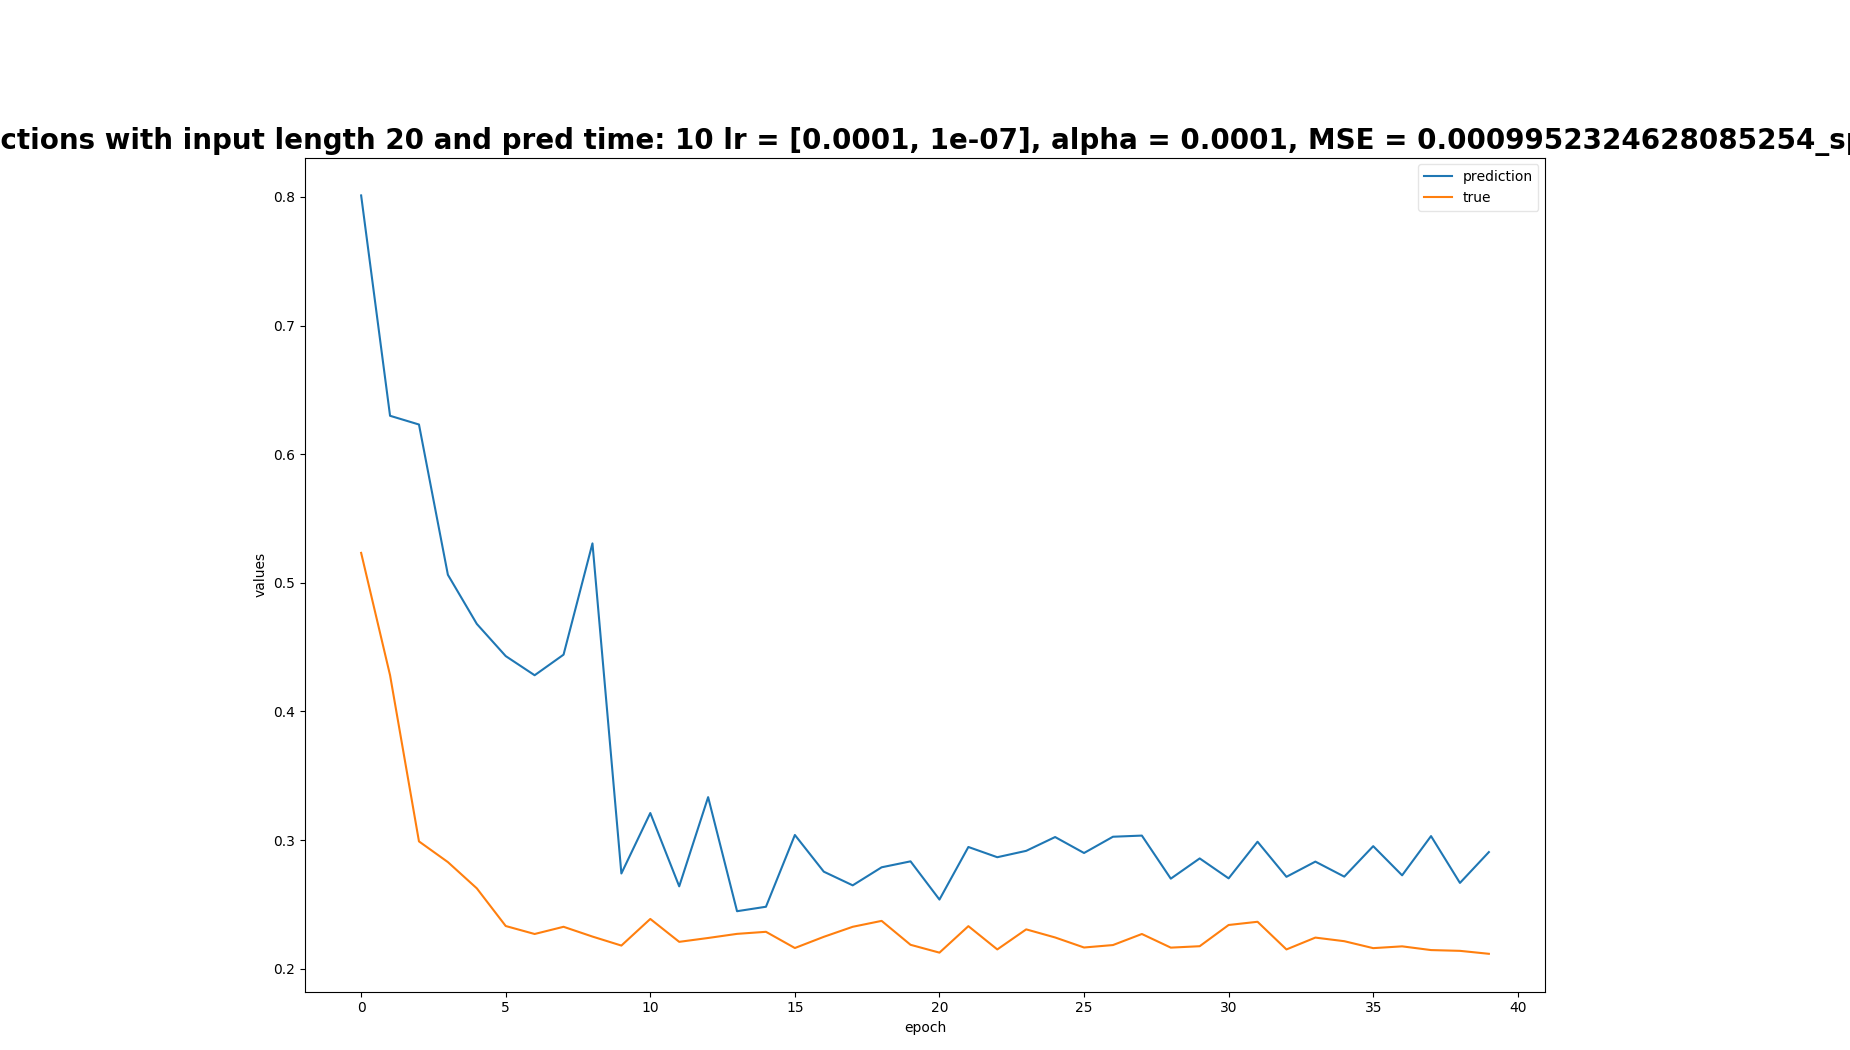 ctions with input length 20 and pred time: 10 lr = [0.0001, 1e-07], alpha = 0.0001, MSE = 0.0009952324628085254_sp
prediction
true
0.8
0.7
0.6
0.5
0.4
0.3
0.2
values
0 5 10 15 20 25 30 35 40
epoch